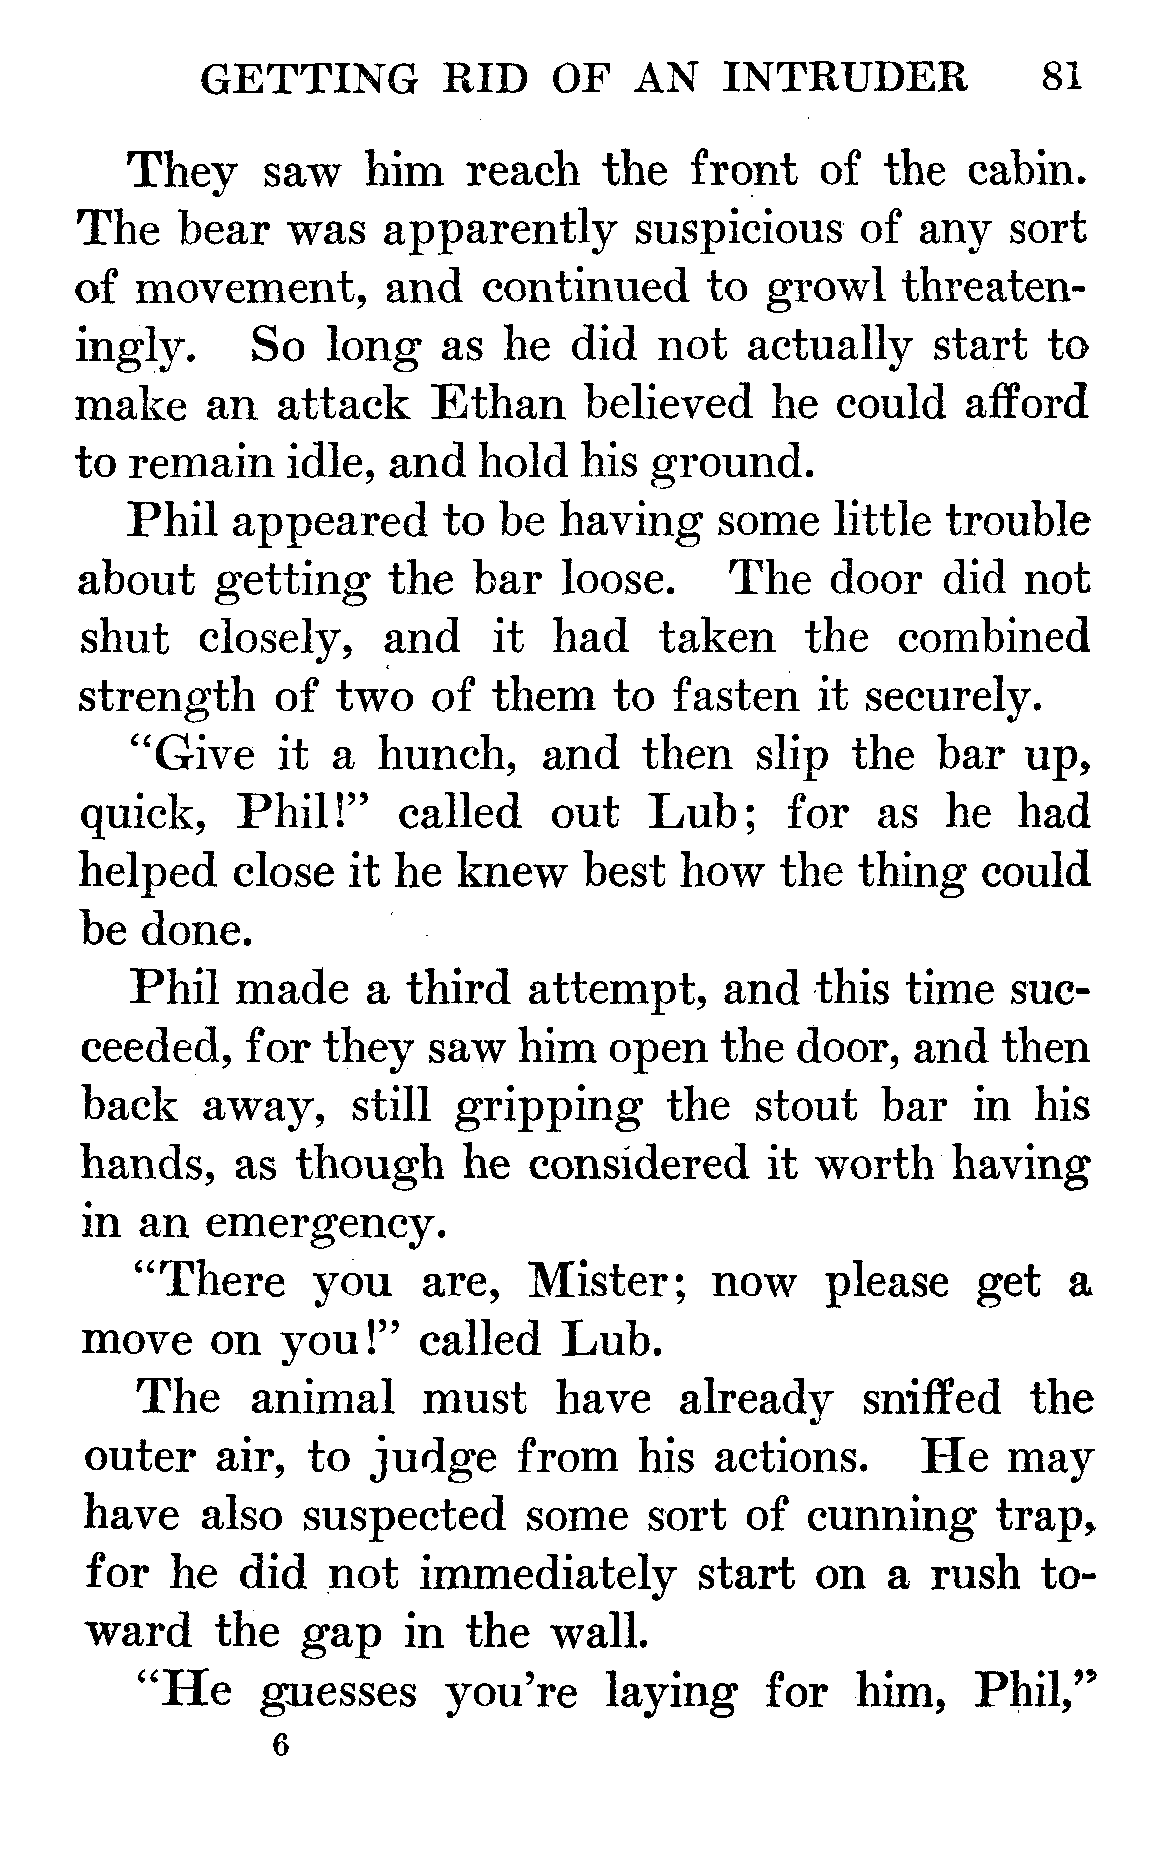 GETTING RID OF AN INTRUDER 81
They saw him reach the front of the cabin.
The bear was apparently suspicious of any sort
of movement, and continued to growl threaten-
ingly. So long as he did not actually start to
make an attack Ethan believed he could afford
to remain idle, and hold his ground.
Phil appeared to be having some little trouble
about getting the bar loose. The door did not
shut closely, and it had taken the combined
strength of two of them to fasten it securely.
“Give it a hunch, and then slip the bar up,
quick, Phil!” called out Lub; for as he had
helped close it he knew best how the thing could
be done.
Phil made a third attempt, and this time suc-
ceeded, for they saw him open the door, and then
back away, still gripping the stout bar in his
hands, as though he considered it worth having
in an emergency.
“There you are, Mister; now please get a
move on you!” called Lub.
The animal must have already sniffed the
outer air, to judge from his actions. He may
have also suspected some sort of cunning trap,
for he did not immediately start on a rush to-
ward the gap in the wall.
“He guesses you’re laying for him, Phil,”
6